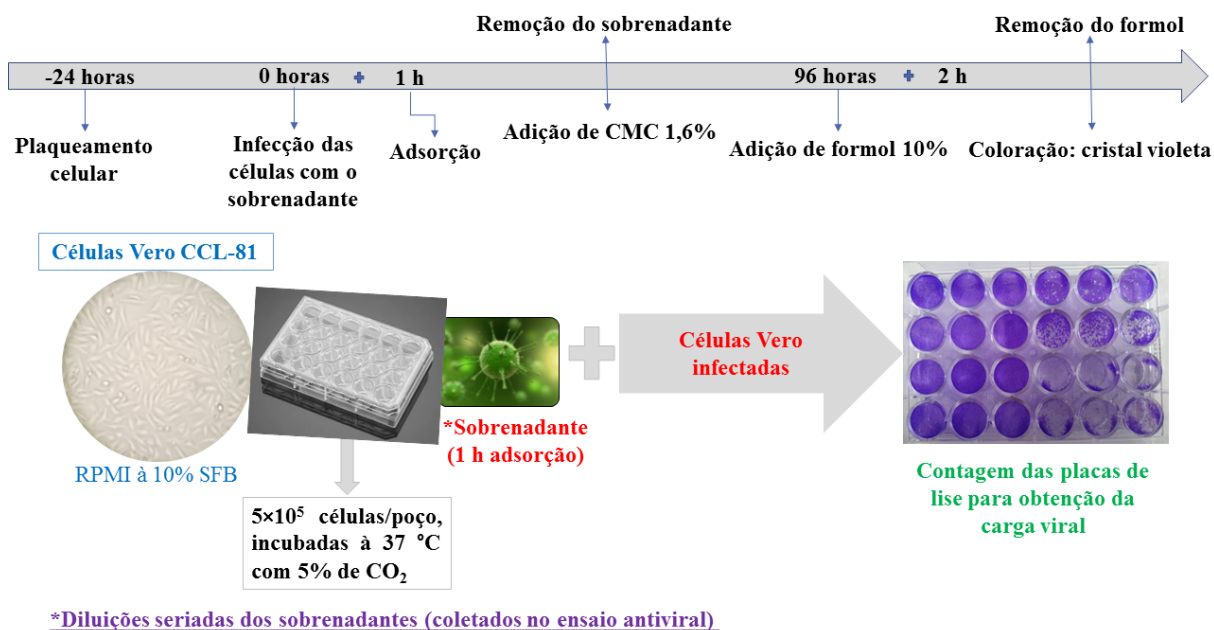 Remoção do sobrenadante
Remoção do formol
-24 horas
0 horas + 1 h
96 horas + 2 h
Plaqueamento
celular
Infecção das
células com o
sobrenadante
Adsorção
Adição de CMC 1,6%
Adição de formol 10%
Coloração: cristal violeta
Células Vero CCL-81
RPMI à 10% SFB
*Sobrenadante
(1 h adsorção)
Células Vero
infectadas
5×10⁵ células/poço,
incubadas à 37 °C
com 5% de CO₂
Contagem das placas de
lise para obtenção da
carga viral
*Diluições seriadas dos sobrenadantes (coletados no ensaio antiviral)